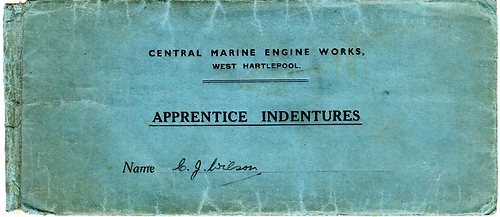 CENTRAL MARINE ENGINE WORKS,
WEST HARTLEPOOL.
APPRENTICE INDENTURES
Name C. J. Wilson